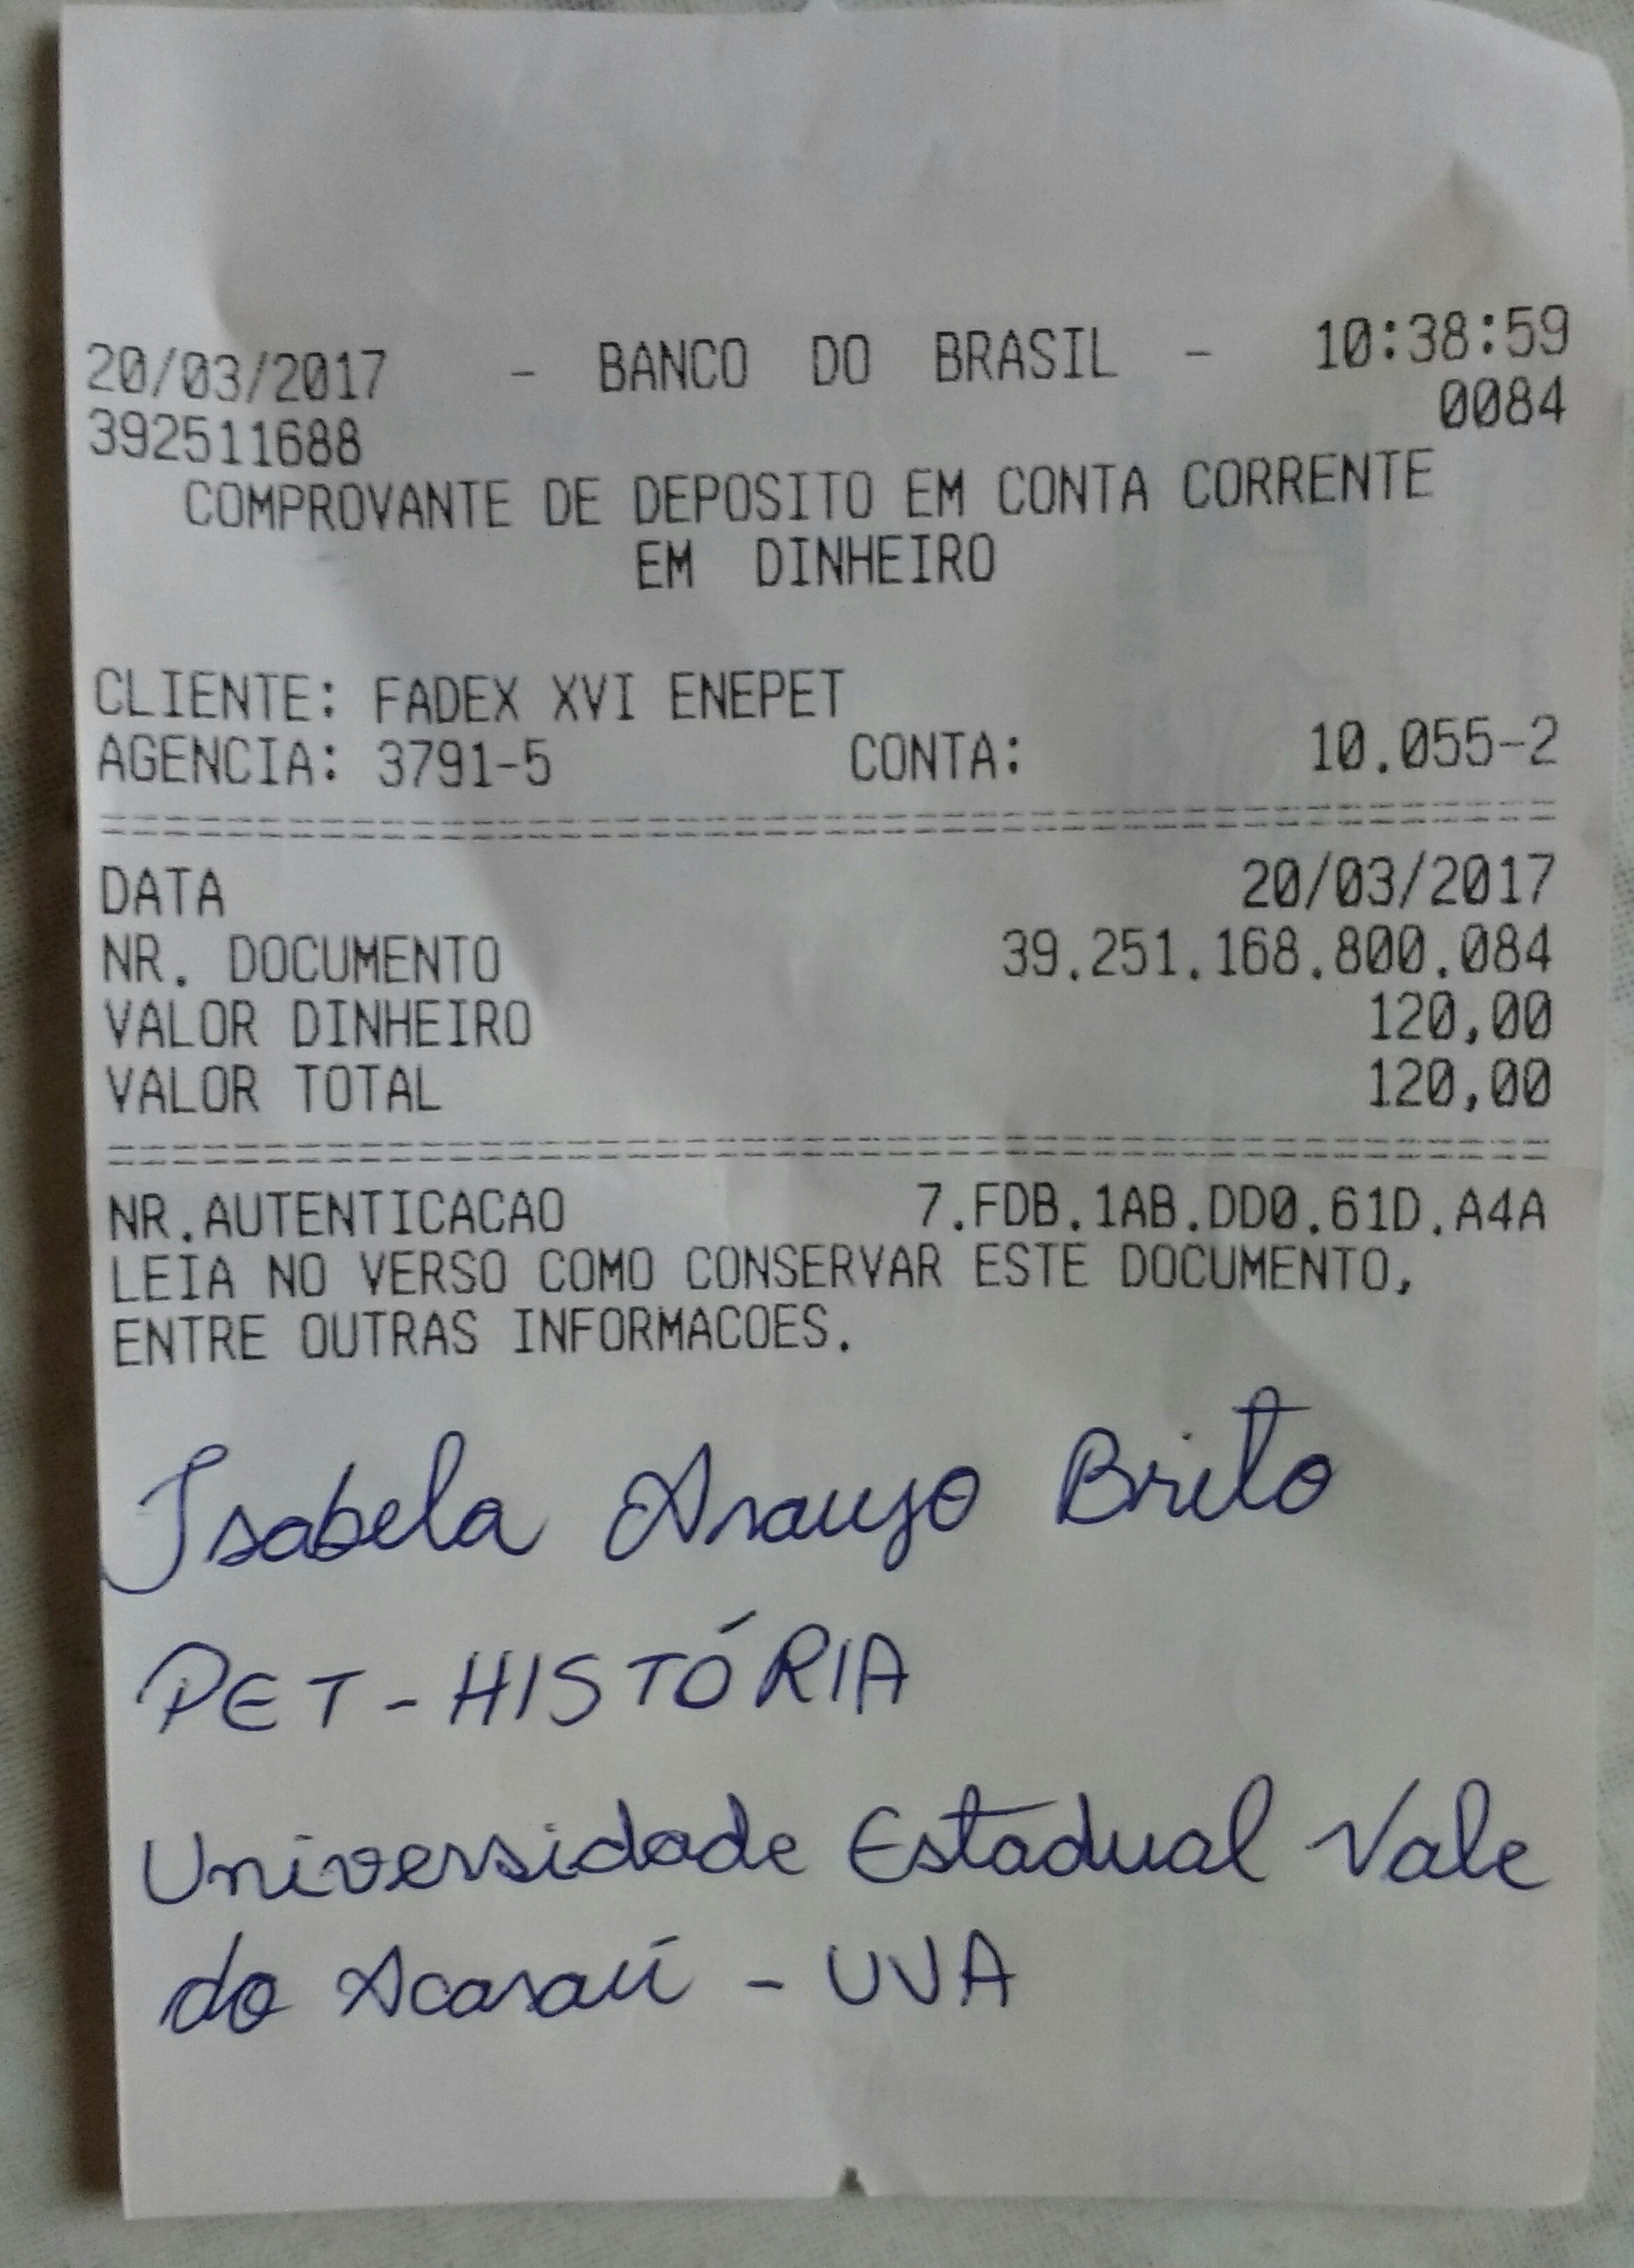 20/03/2017 - BANCO DO BRASIL - 10:38:59
392511688 0084
COMPROVANTE DE DEPOSITO EM CONTA CORRENTE
EM DINHEIRO
CLIENTE: FADEX XVI ENEPET
AGENCIA: 3791-5 CONTA: 10.055-2
DATA 20/03/2017
NR. DOCUMENTO 39.251.168.800.084
VALOR DINHEIRO 120,00
VALOR TOTAL 120,00
NR.AUTENTICACAO 7.FDB.1AB.DD0.61D.A4A
LEIA NO VERSO COMO CONSERVAR ESTE DOCUMENTO,
ENTRE OUTRAS INFORMACOES.
Isabela Araujo Brito
PET-HISTÓRIA
Universidade Estadual Vale
do Acaraú - UVA